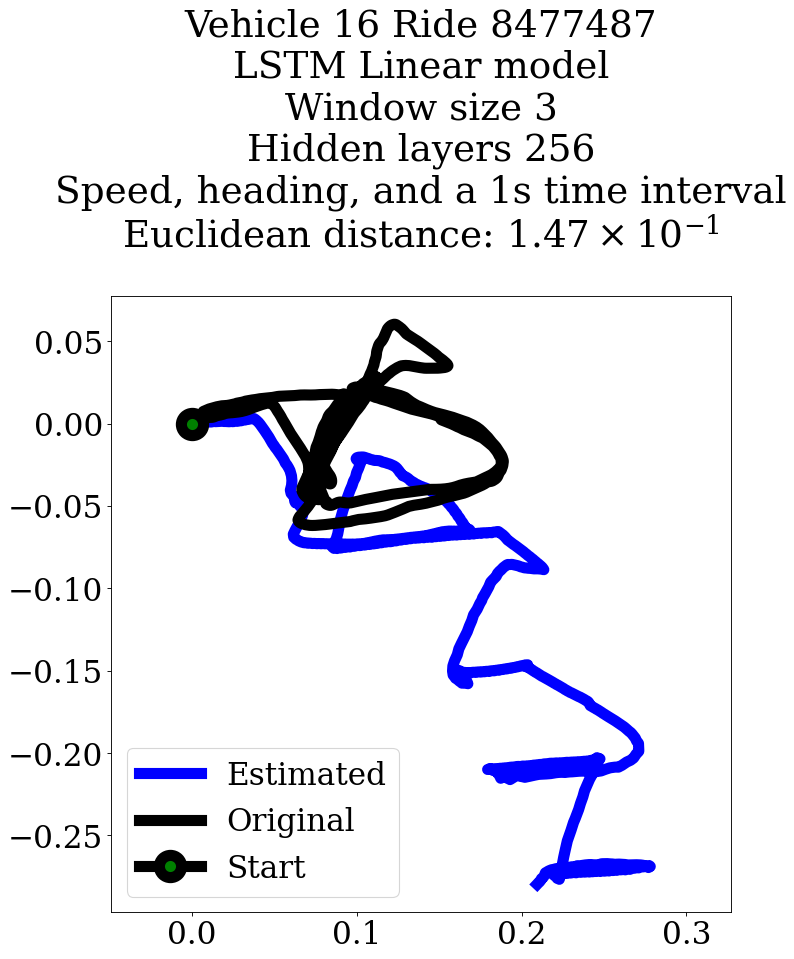 Vehicle 16 Ride 8477487
LSTM Linear model
Window size 3
Hidden layers 256
Speed, heading, and a 1s time interval
Euclidean distance: 1.47 × 10⁻¹
0.05
0.00
−0.05
−0.10
−0.15
−0.20
−0.25
Estimated
Original
Start
0.0 0.1 0.2 0.3